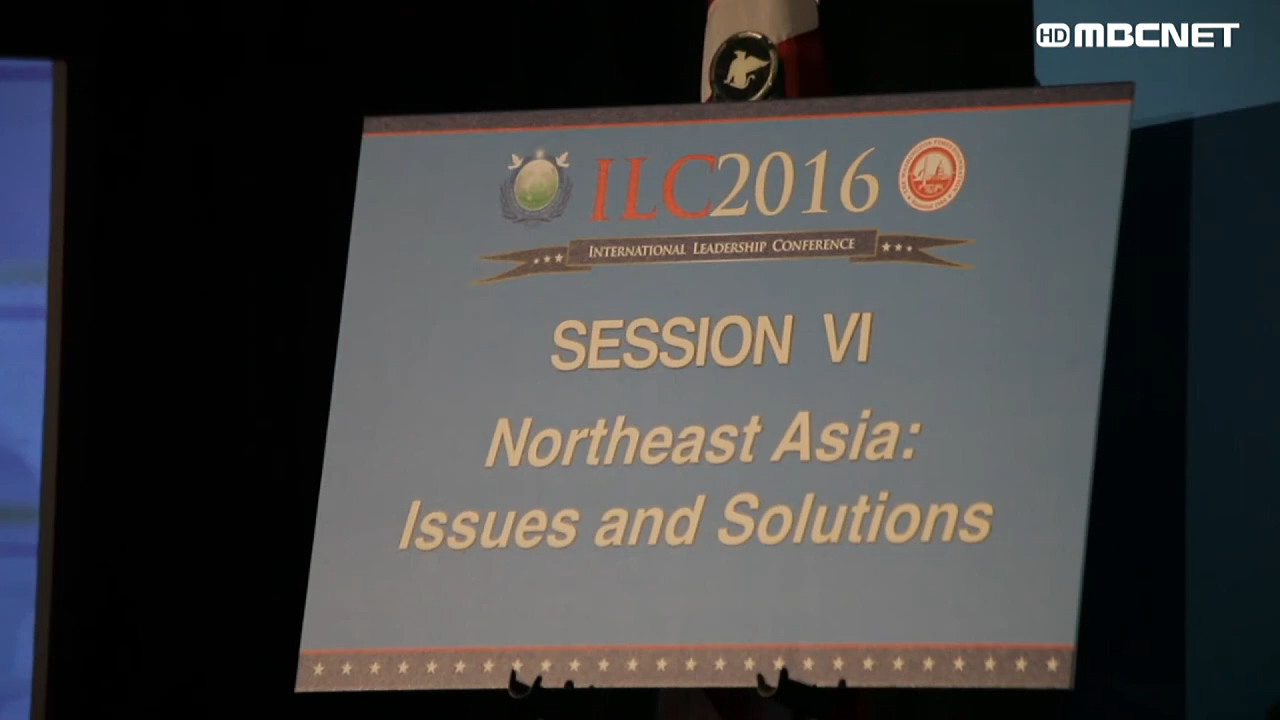 HD MBCNET
ILC2016
INTERNATIONAL LEADERSHIP CONFERENCE
SESSION VI
Northeast Asia:
Issues and Solutions